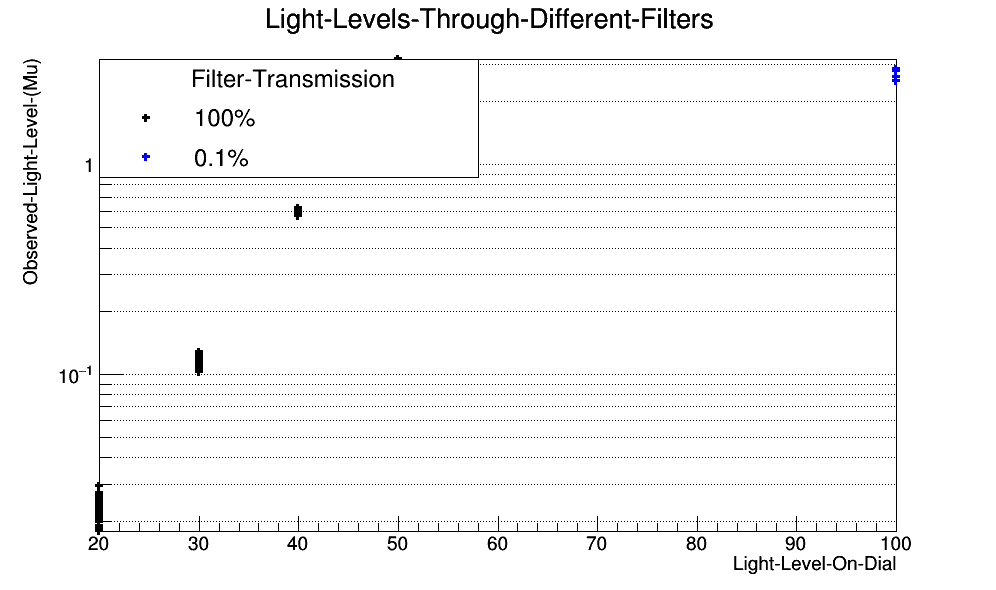 Light-Levels-Through-Different-Filters
Observed-Light-Level-(Mu)
Filter-Transmission
100%
0.1%
1
10⁻¹
20 30 40 50 60 70 80 90 100
Light-Level-On-Dial